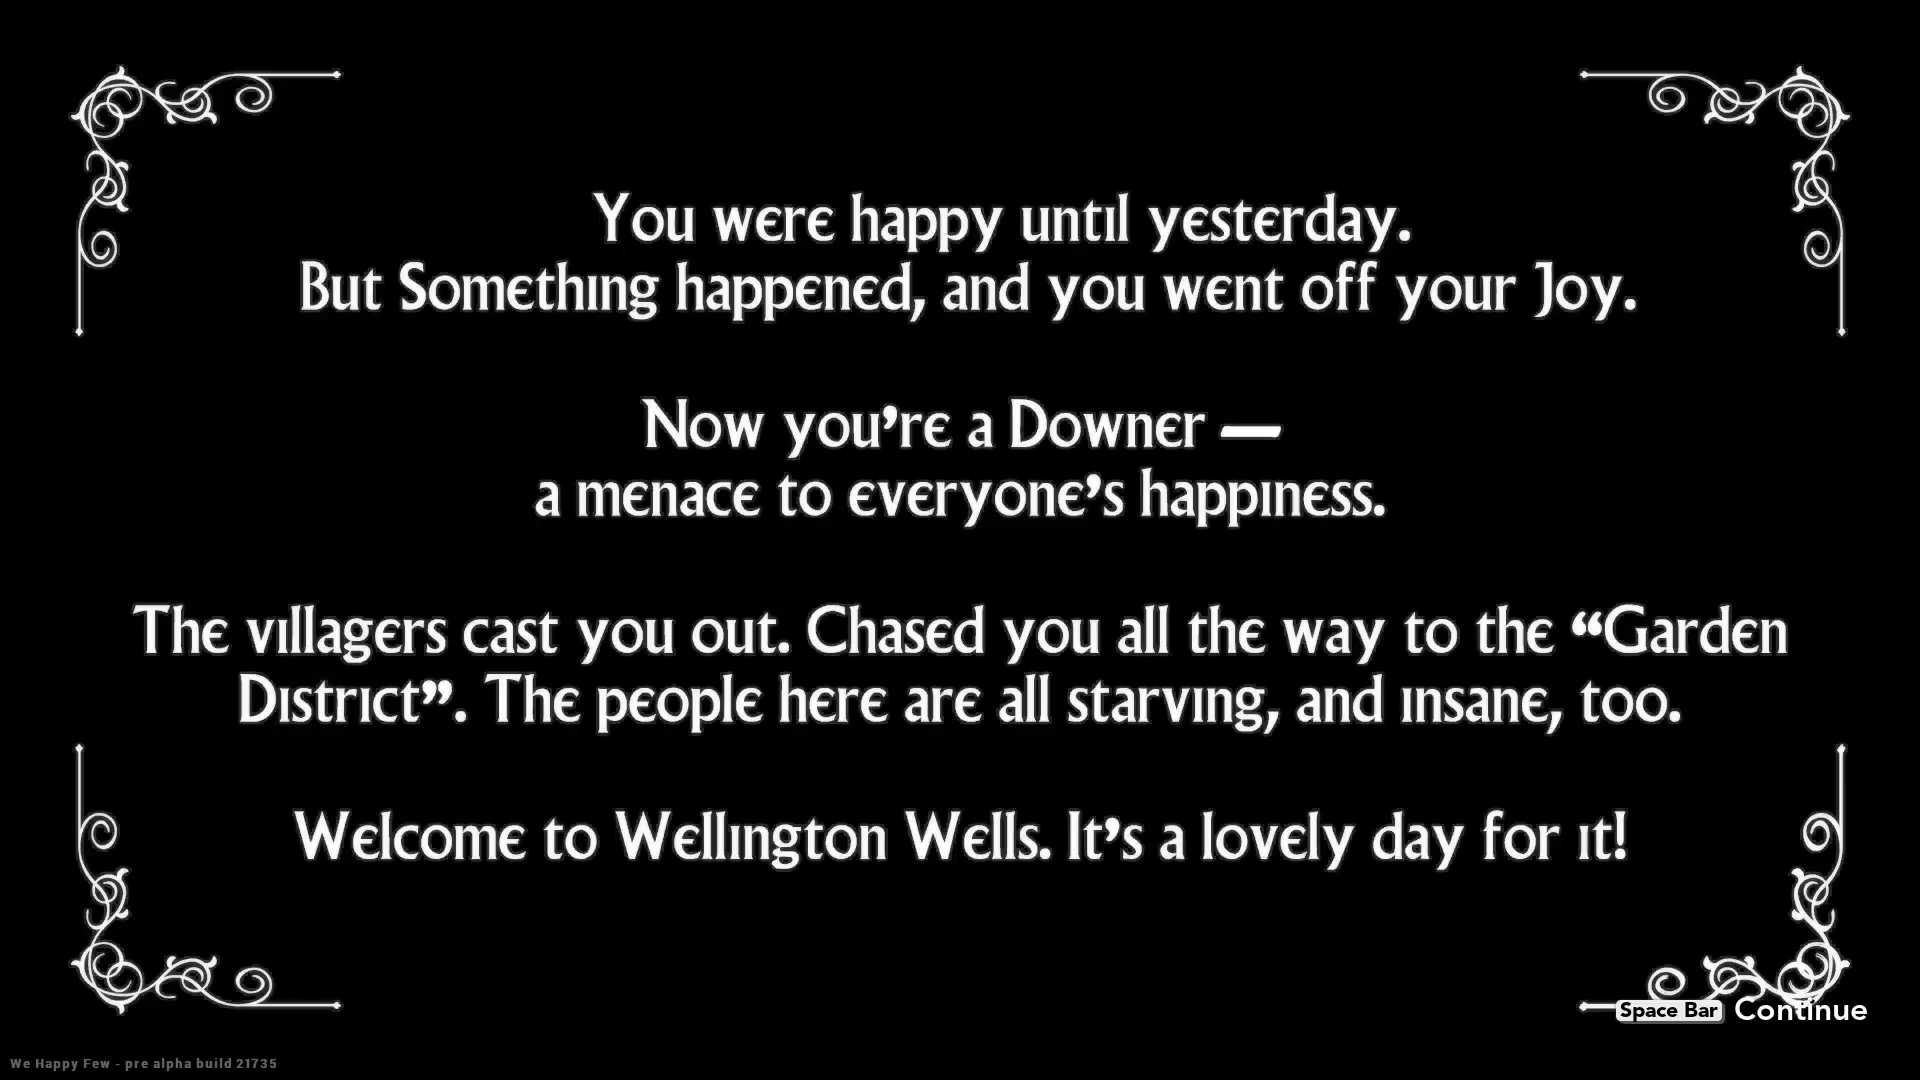 You were happy until yesterday.
But Something happened, and you went off your Joy.
Now you're a Downer —
a menace to everyone's happiness.
The villagers cast you out. Chased you all the way to the “Garden
District”. The people here are all starving, and insane, too.
Welcome to Wellington Wells. It's a lovely day for it!
Space Bar Continue
We Happy Few - pre alpha build 21735